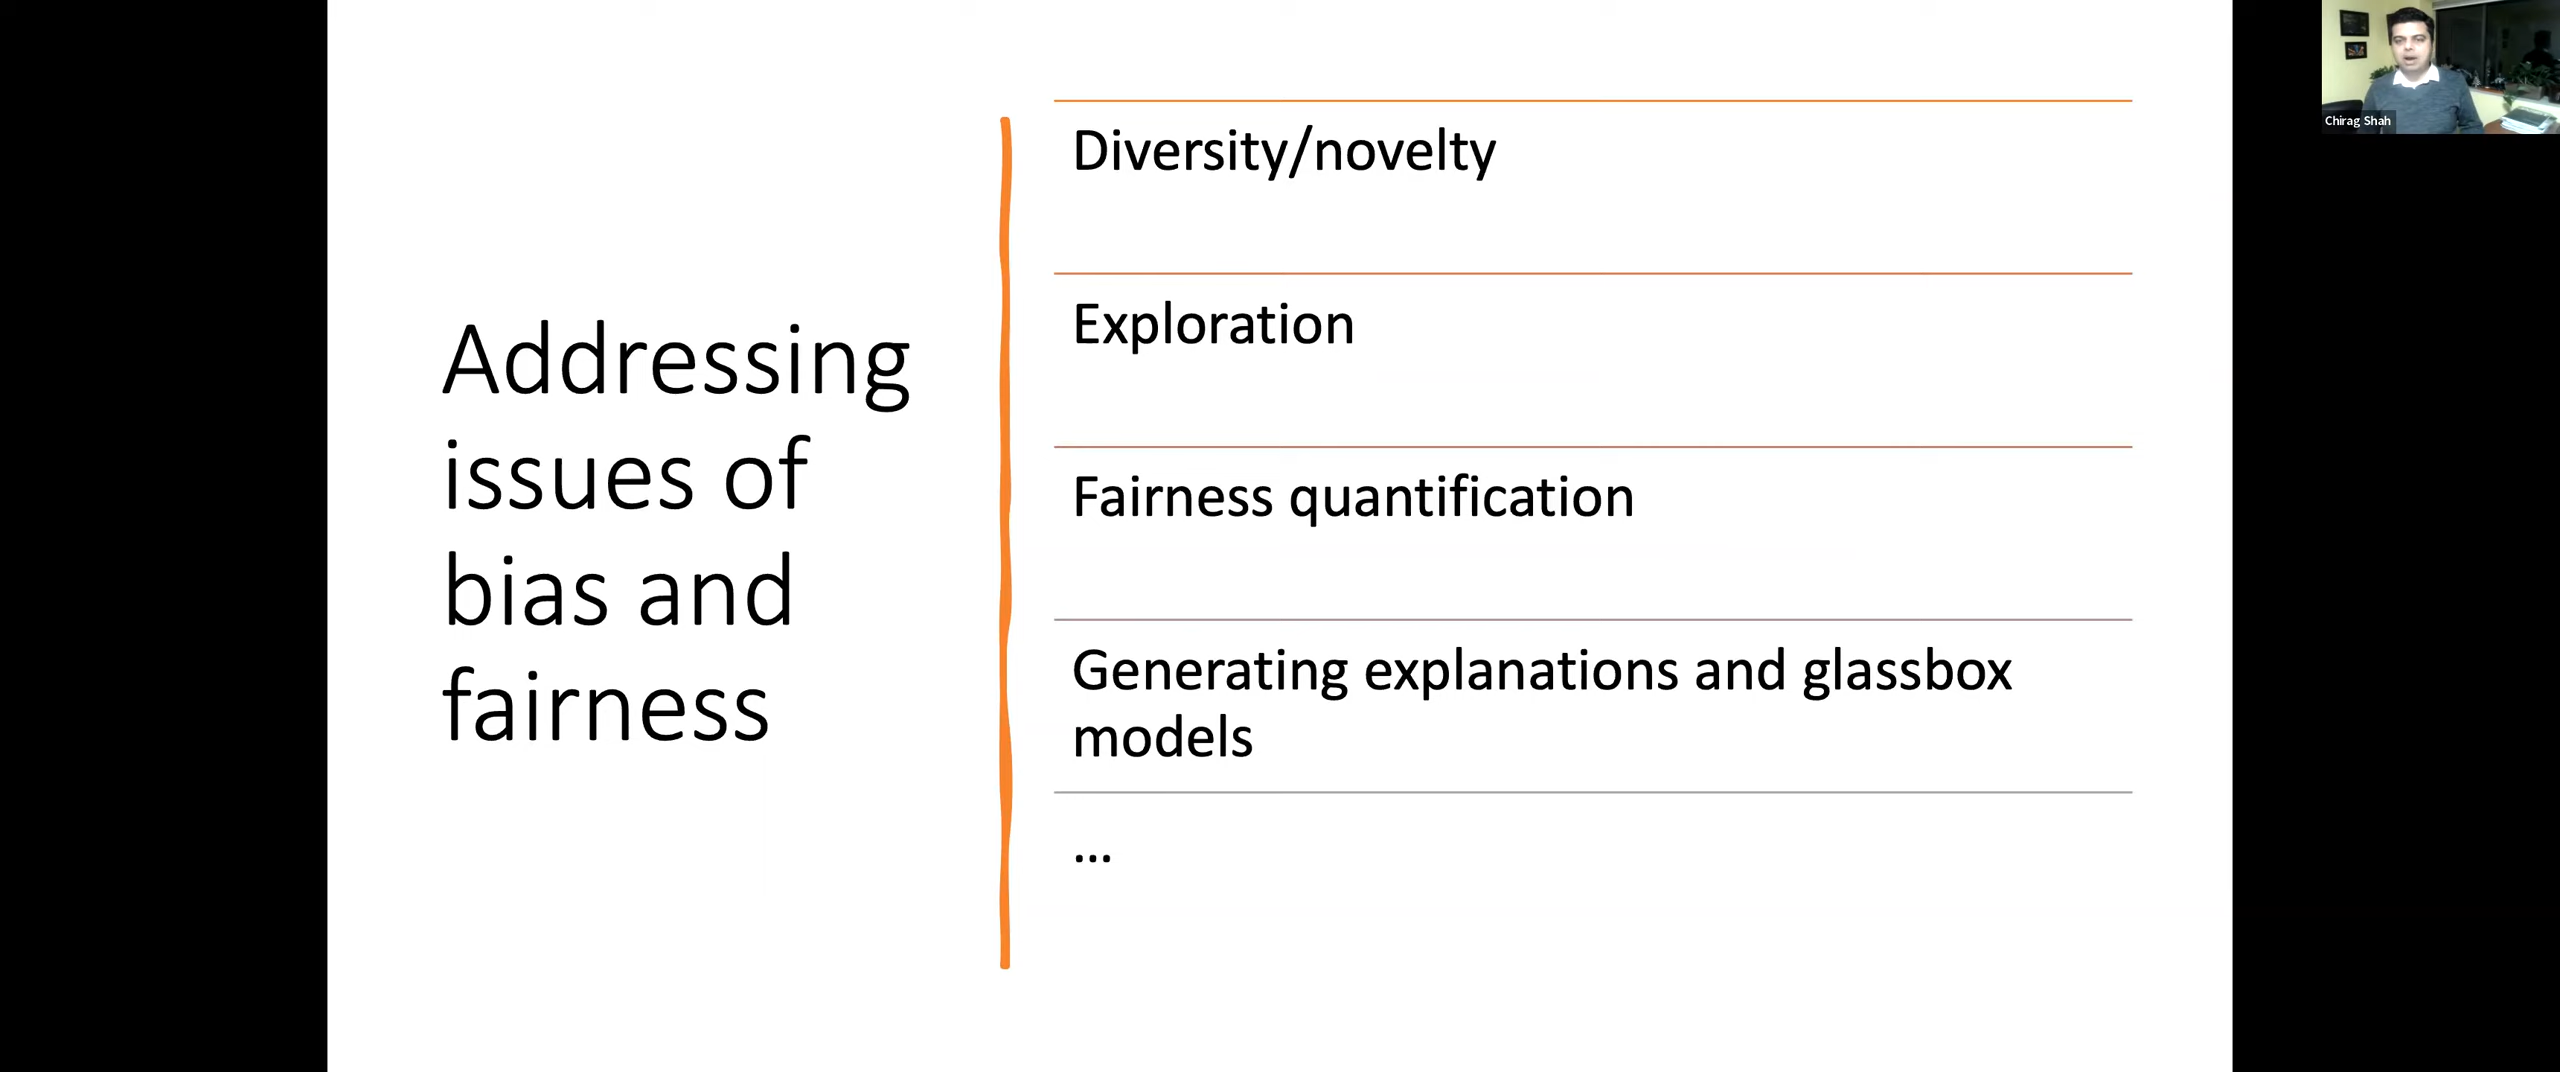 Addressing
issues of
bias and
fairness
Diversity/novelty
Exploration
Fairness quantification
Generating explanations and glassbox
models
...
Chirag Shah